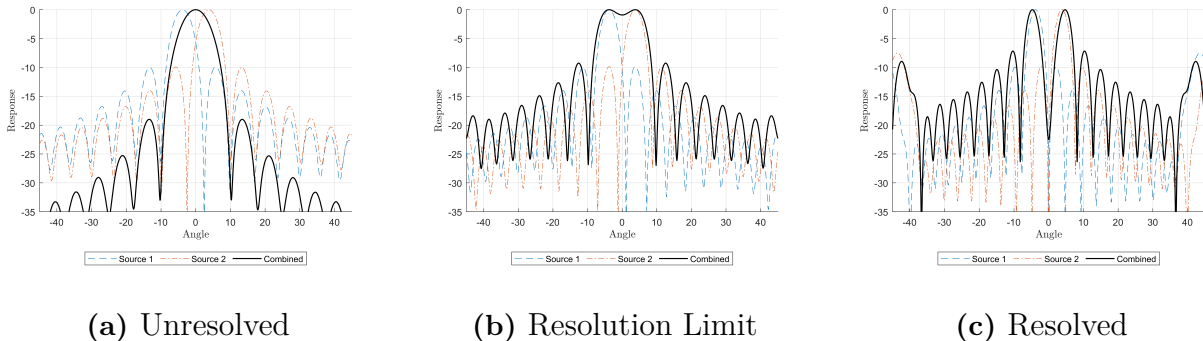 0
-5
-10
-15
-20
-25
-30
-35
Response
-40 -30 -20 -10 0 10 20 30 40
Angle
Source 1 Source 2 Combined
(a) Unresolved
0
-5
-10
-15
-20
-25
-30
-35
Response
-40 -30 -20 -10 0 10 20 30 40
Angle
Source 1 Source 2 Combined
(b) Resolution Limit
0
-5
-10
-15
-20
-25
-30
-35
Response
-40 -30 -20 -10 0 10 20 30 40
Angle
Source 1 Source 2 Combined
(c) Resolved